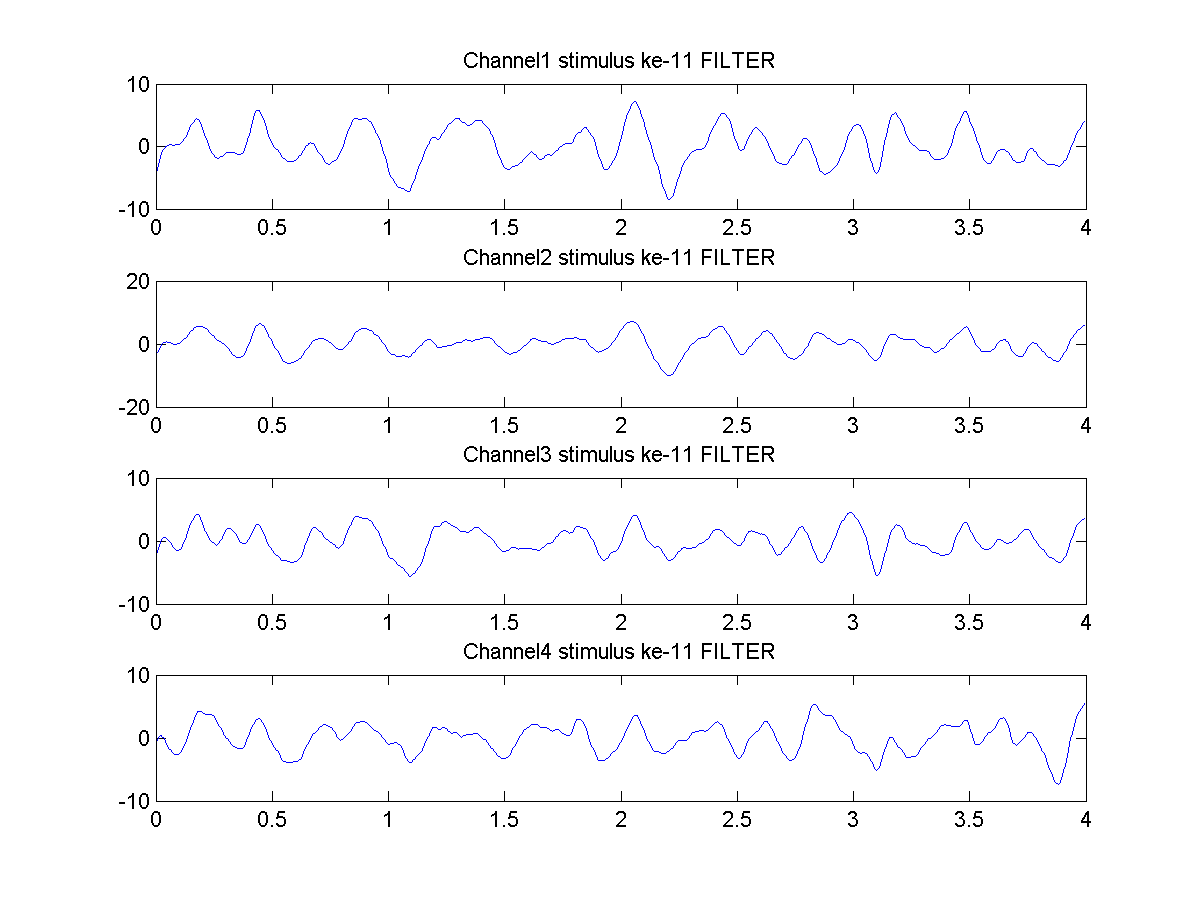 Channel1 stimulus ke-11 FILTER
10
0
-10
0 0.5 1 1.5 2 2.5 3 3.5 4
Channel2 stimulus ke-11 FILTER
20
0
-20
0 0.5 1 1.5 2 2.5 3 3.5 4
Channel3 stimulus ke-11 FILTER
10
0
-10
0 0.5 1 1.5 2 2.5 3 3.5 4
Channel4 stimulus ke-11 FILTER
10
0
-10
0 0.5 1 1.5 2 2.5 3 3.5 4